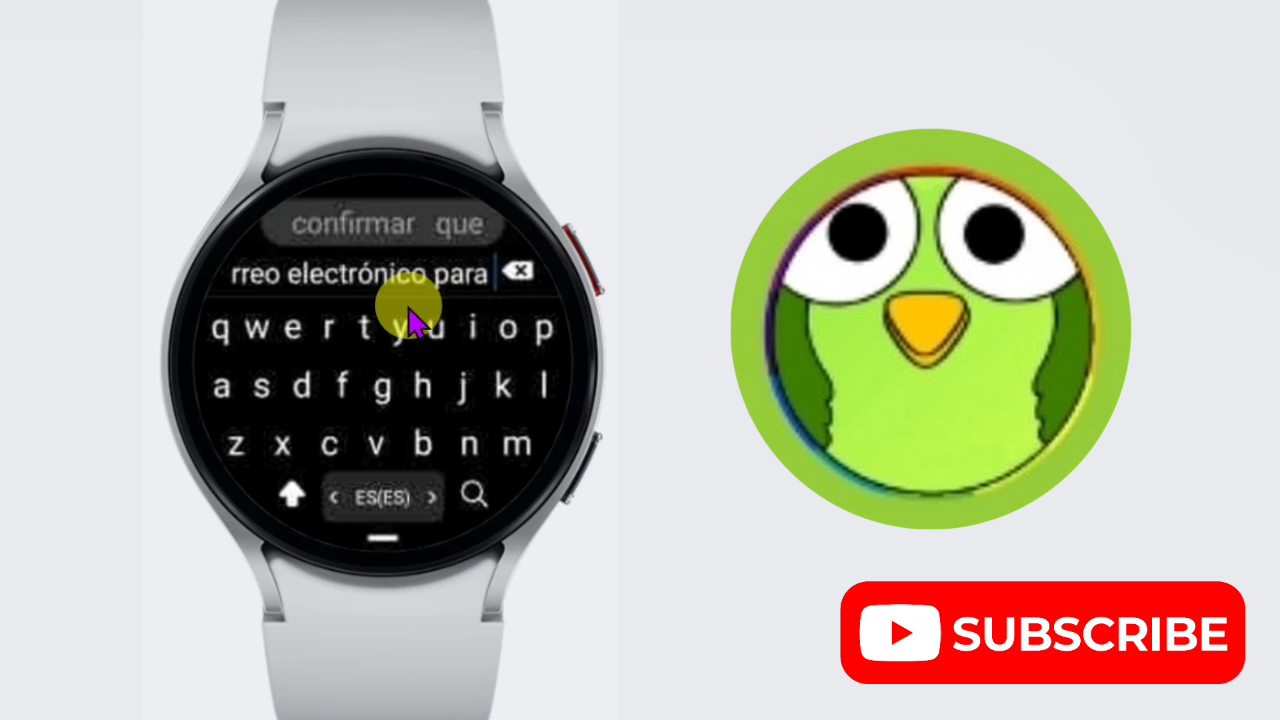 confirmar que
rreo electrónico para
q w e r t y u i o p
a s d f g h j k l
z x c v b n m
ES(ES)
SUBSCRIBE